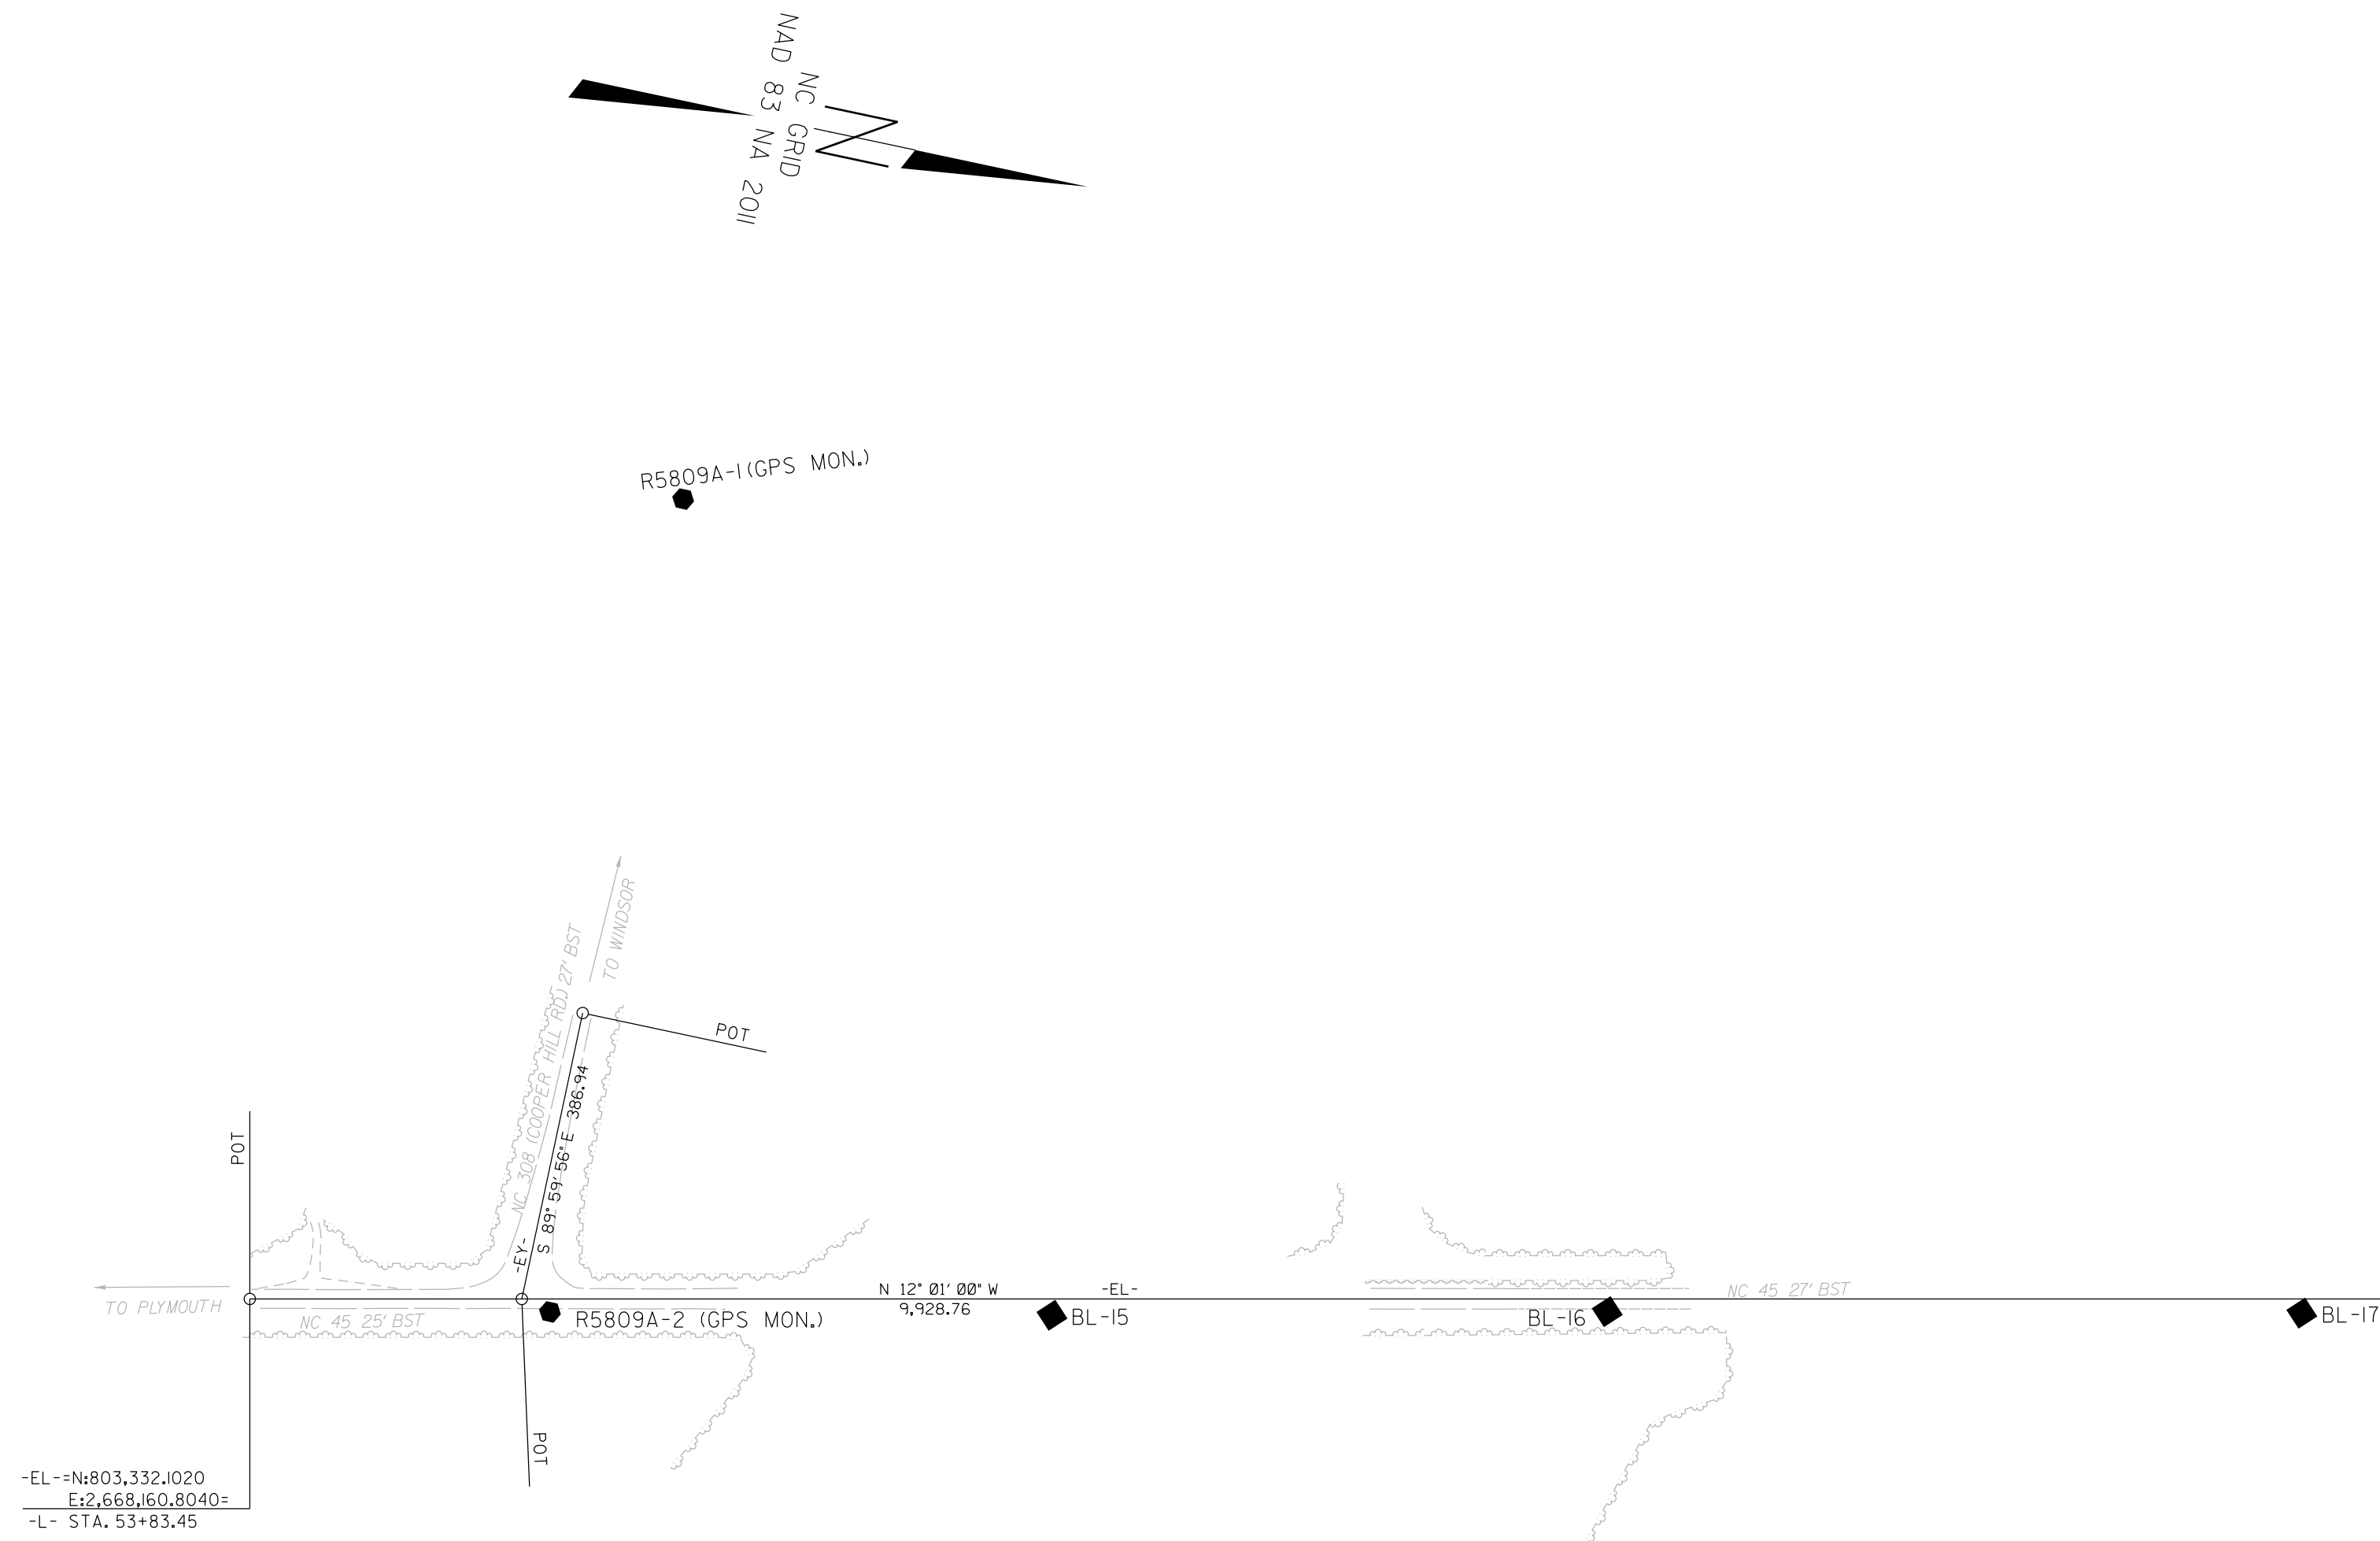 NC GRID
NAD 83 NA 2011
R5809A-1 (GPS MON.)
TO WINDSOR
NC 308 (COOPER HILL RD.) 27' BST
POT
S 89° 59' 56" E 386.94
-EY-
POT
TO PLYMOUTH
NC 45 25' BST
R5809A-2 (GPS MON.)
N 12° 01' 00" W
9,928.76
-EL-
BL-15
BL-16
NC 45 27' BST
BL-17
POT
-EL-=N:803,332.1020
E:2,668,160.8040=
-L- STA. 53+83.45